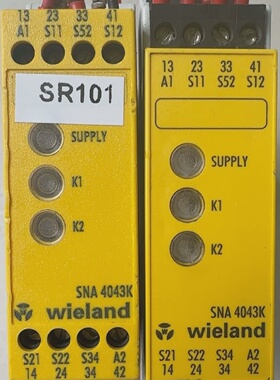 13 23 33 41
A1 S11 S52 S12
SR101
SUPPLY
K1
K2
SNA 4043K
wieland
S21 S22 S34 A2
14 24 34 42
13 23 33 41
A1 S11 S52 S12
SUPPLY
K1
K2
SNA 4043K
wieland
S21 S22 S34 A2
14 24 34 42